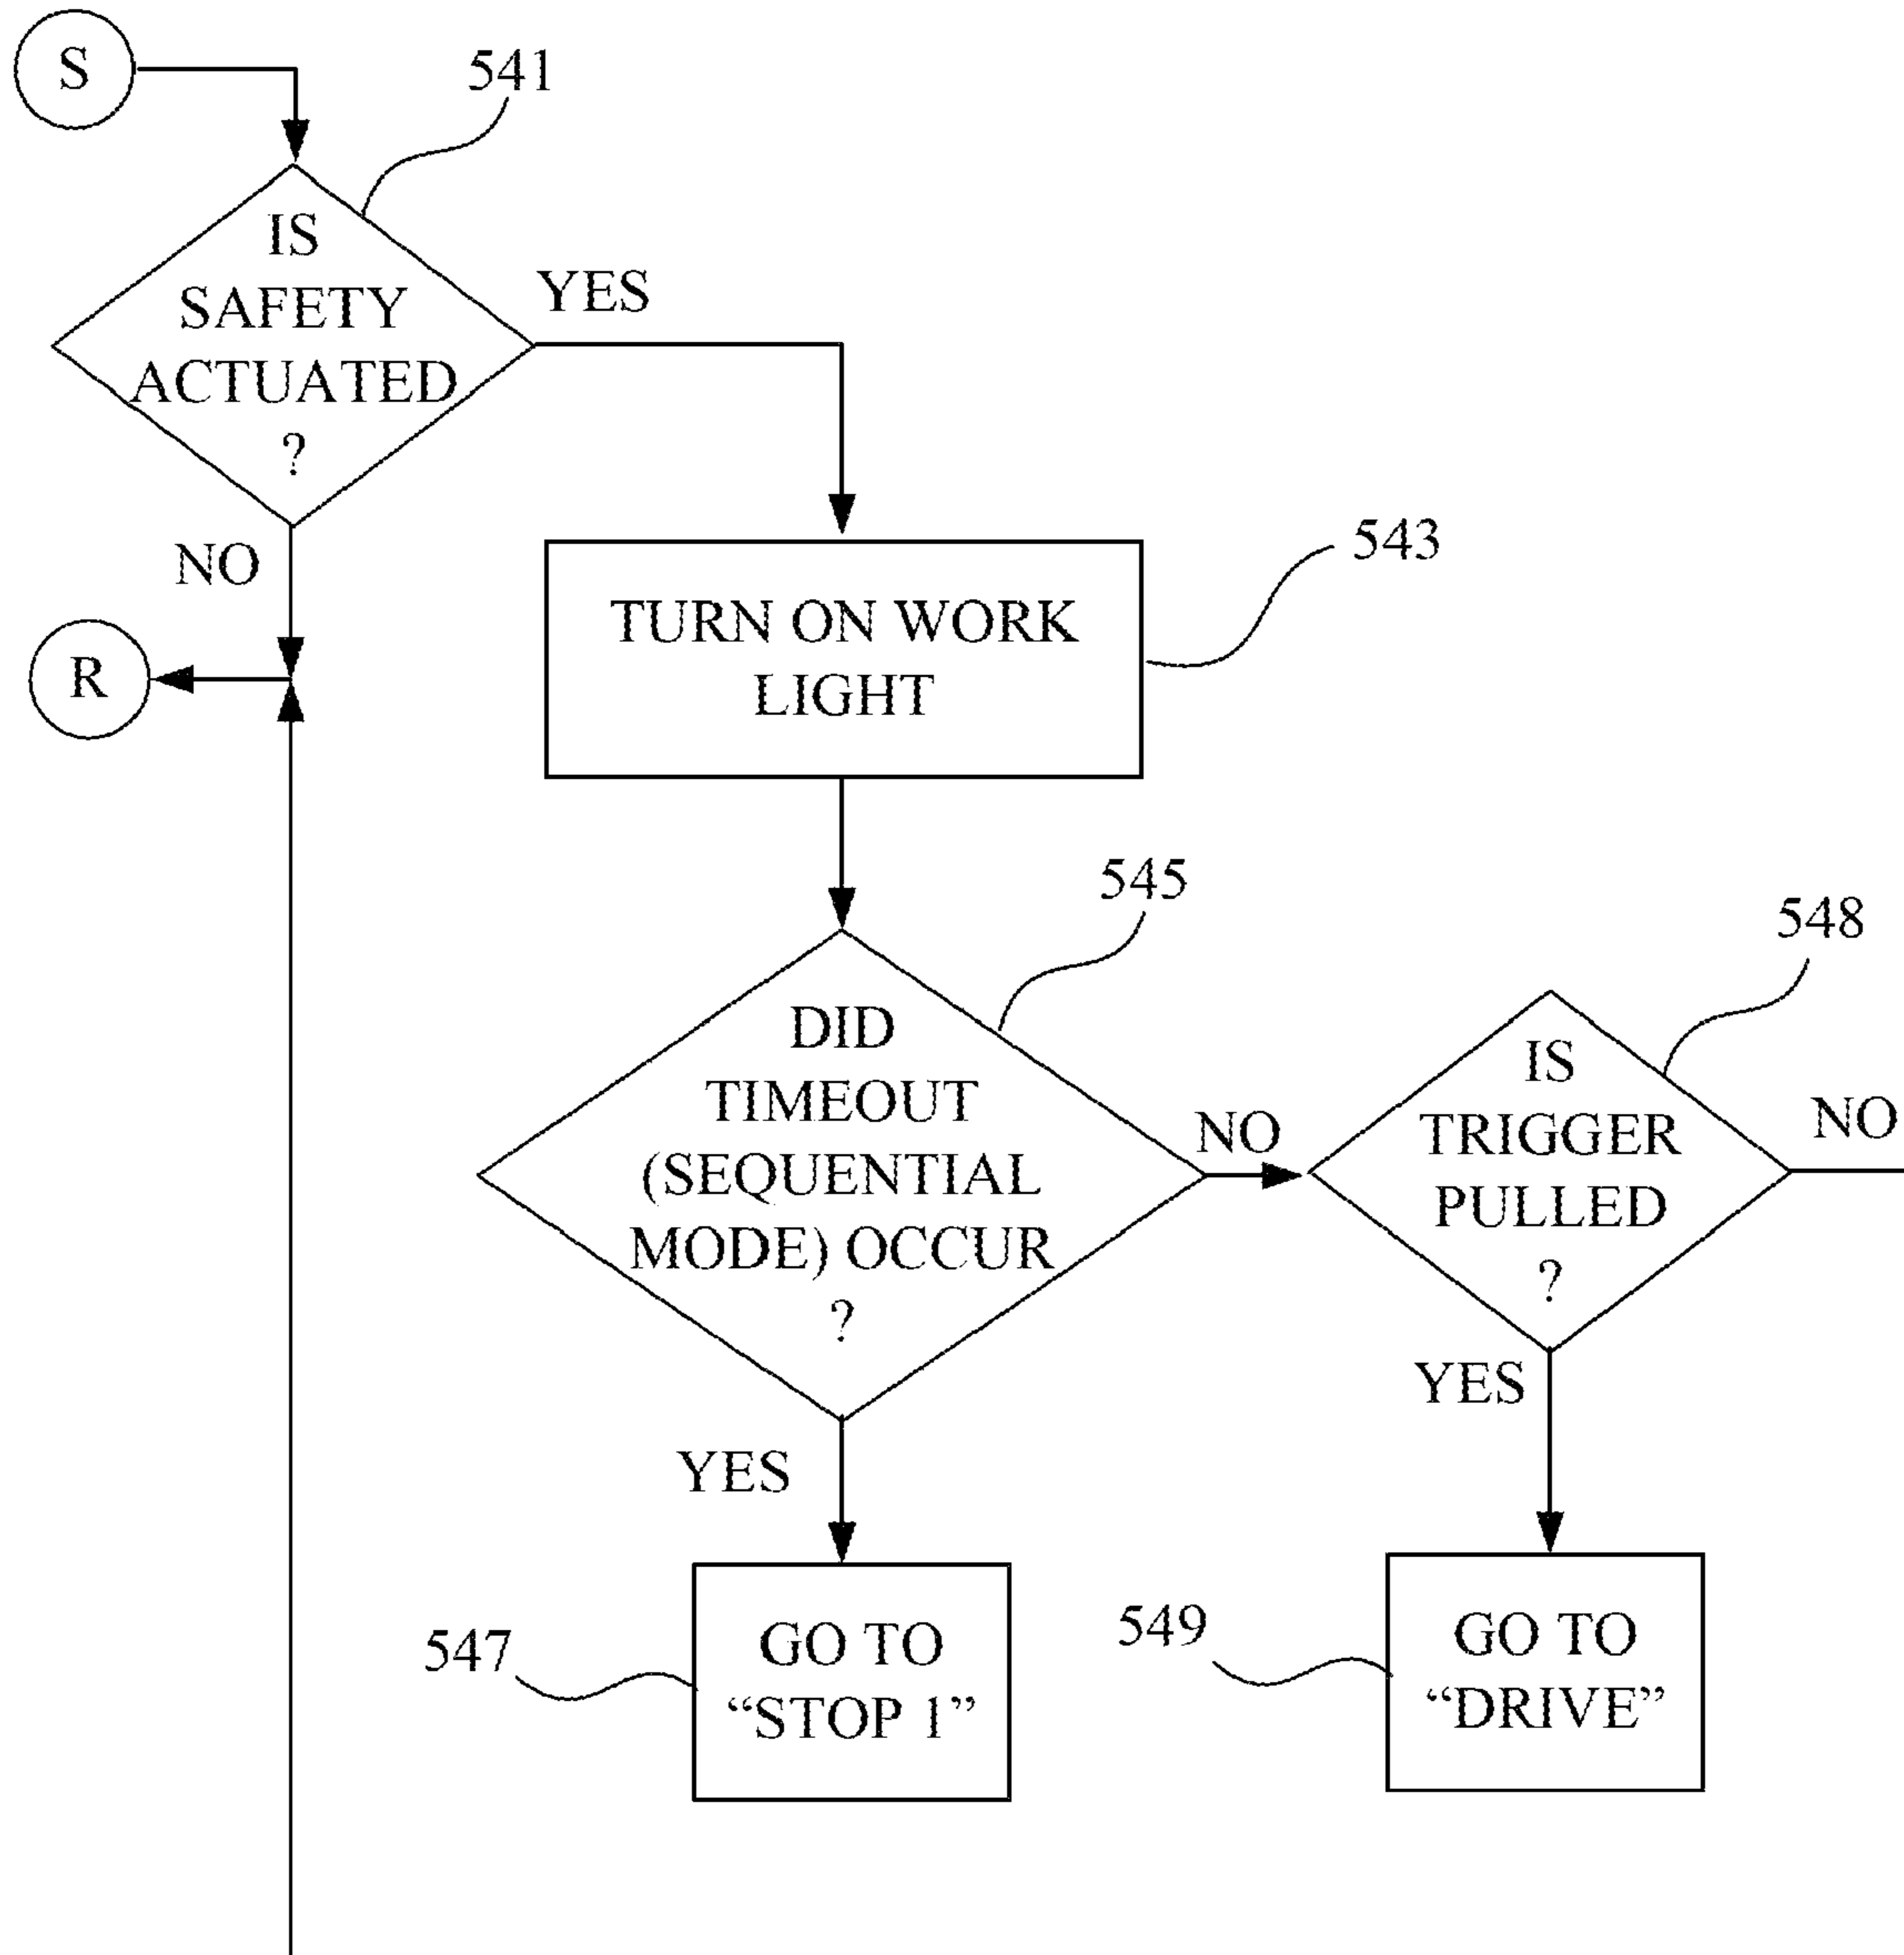 S
541
IS
SAFETY
ACTUATED
?
YES
NO
R
TURN ON WORK
LIGHT
543
545
DID
TIMEOUT
(SEQUENTIAL
MODE) OCCUR
?
NO
548
IS
TRIGGER
PULLED
?
NO
YES
YES
547
GO TO
“STOP 1”
549
GO TO
“DRIVE”